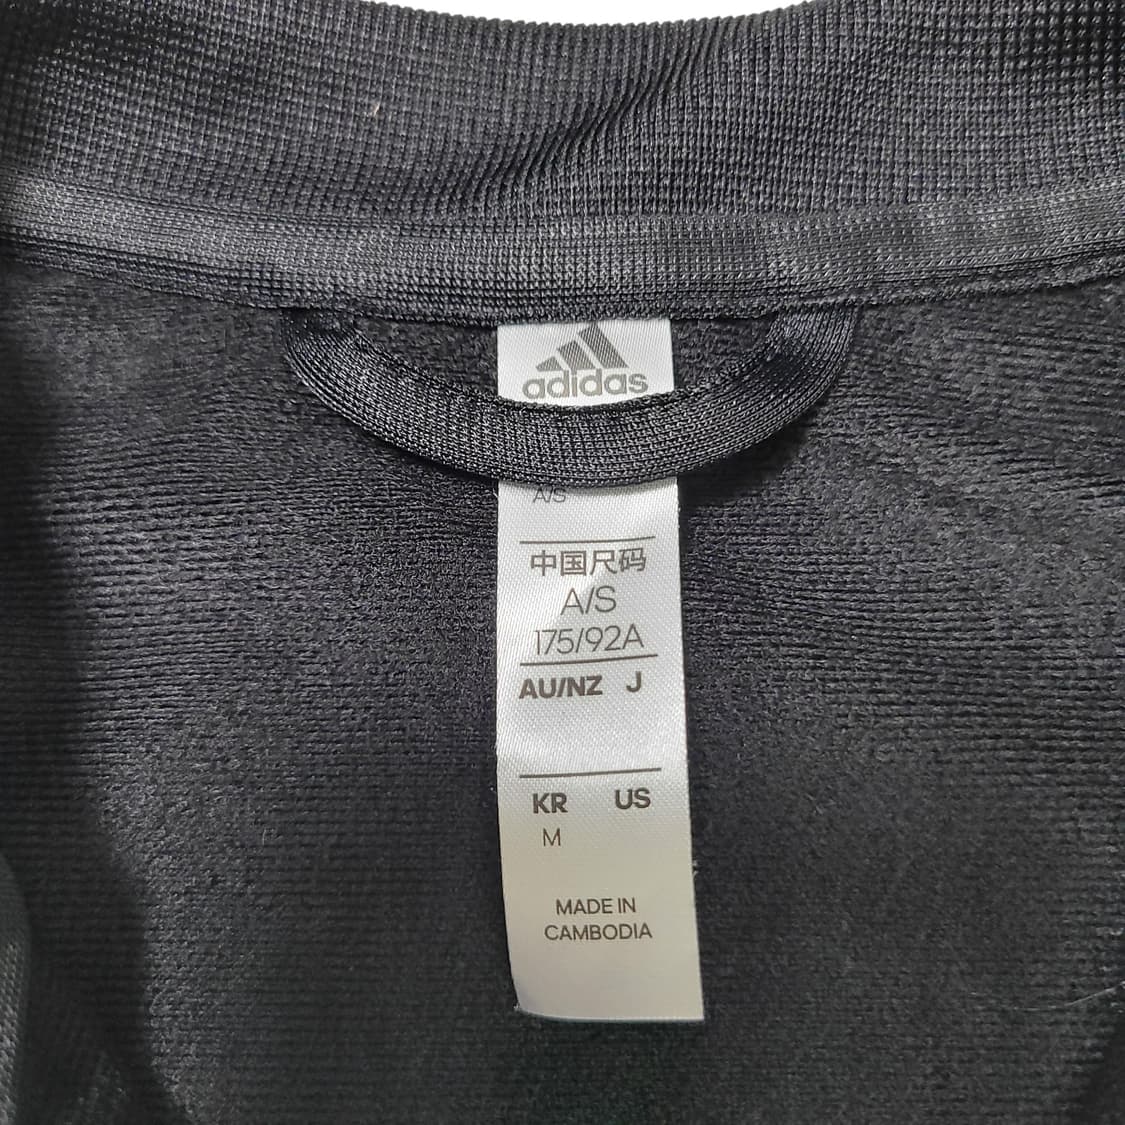 adidas
A/S
中国尺码
A/S
175/92A
AU/NZ J
KR US
M
MADE IN
CAMBODIA